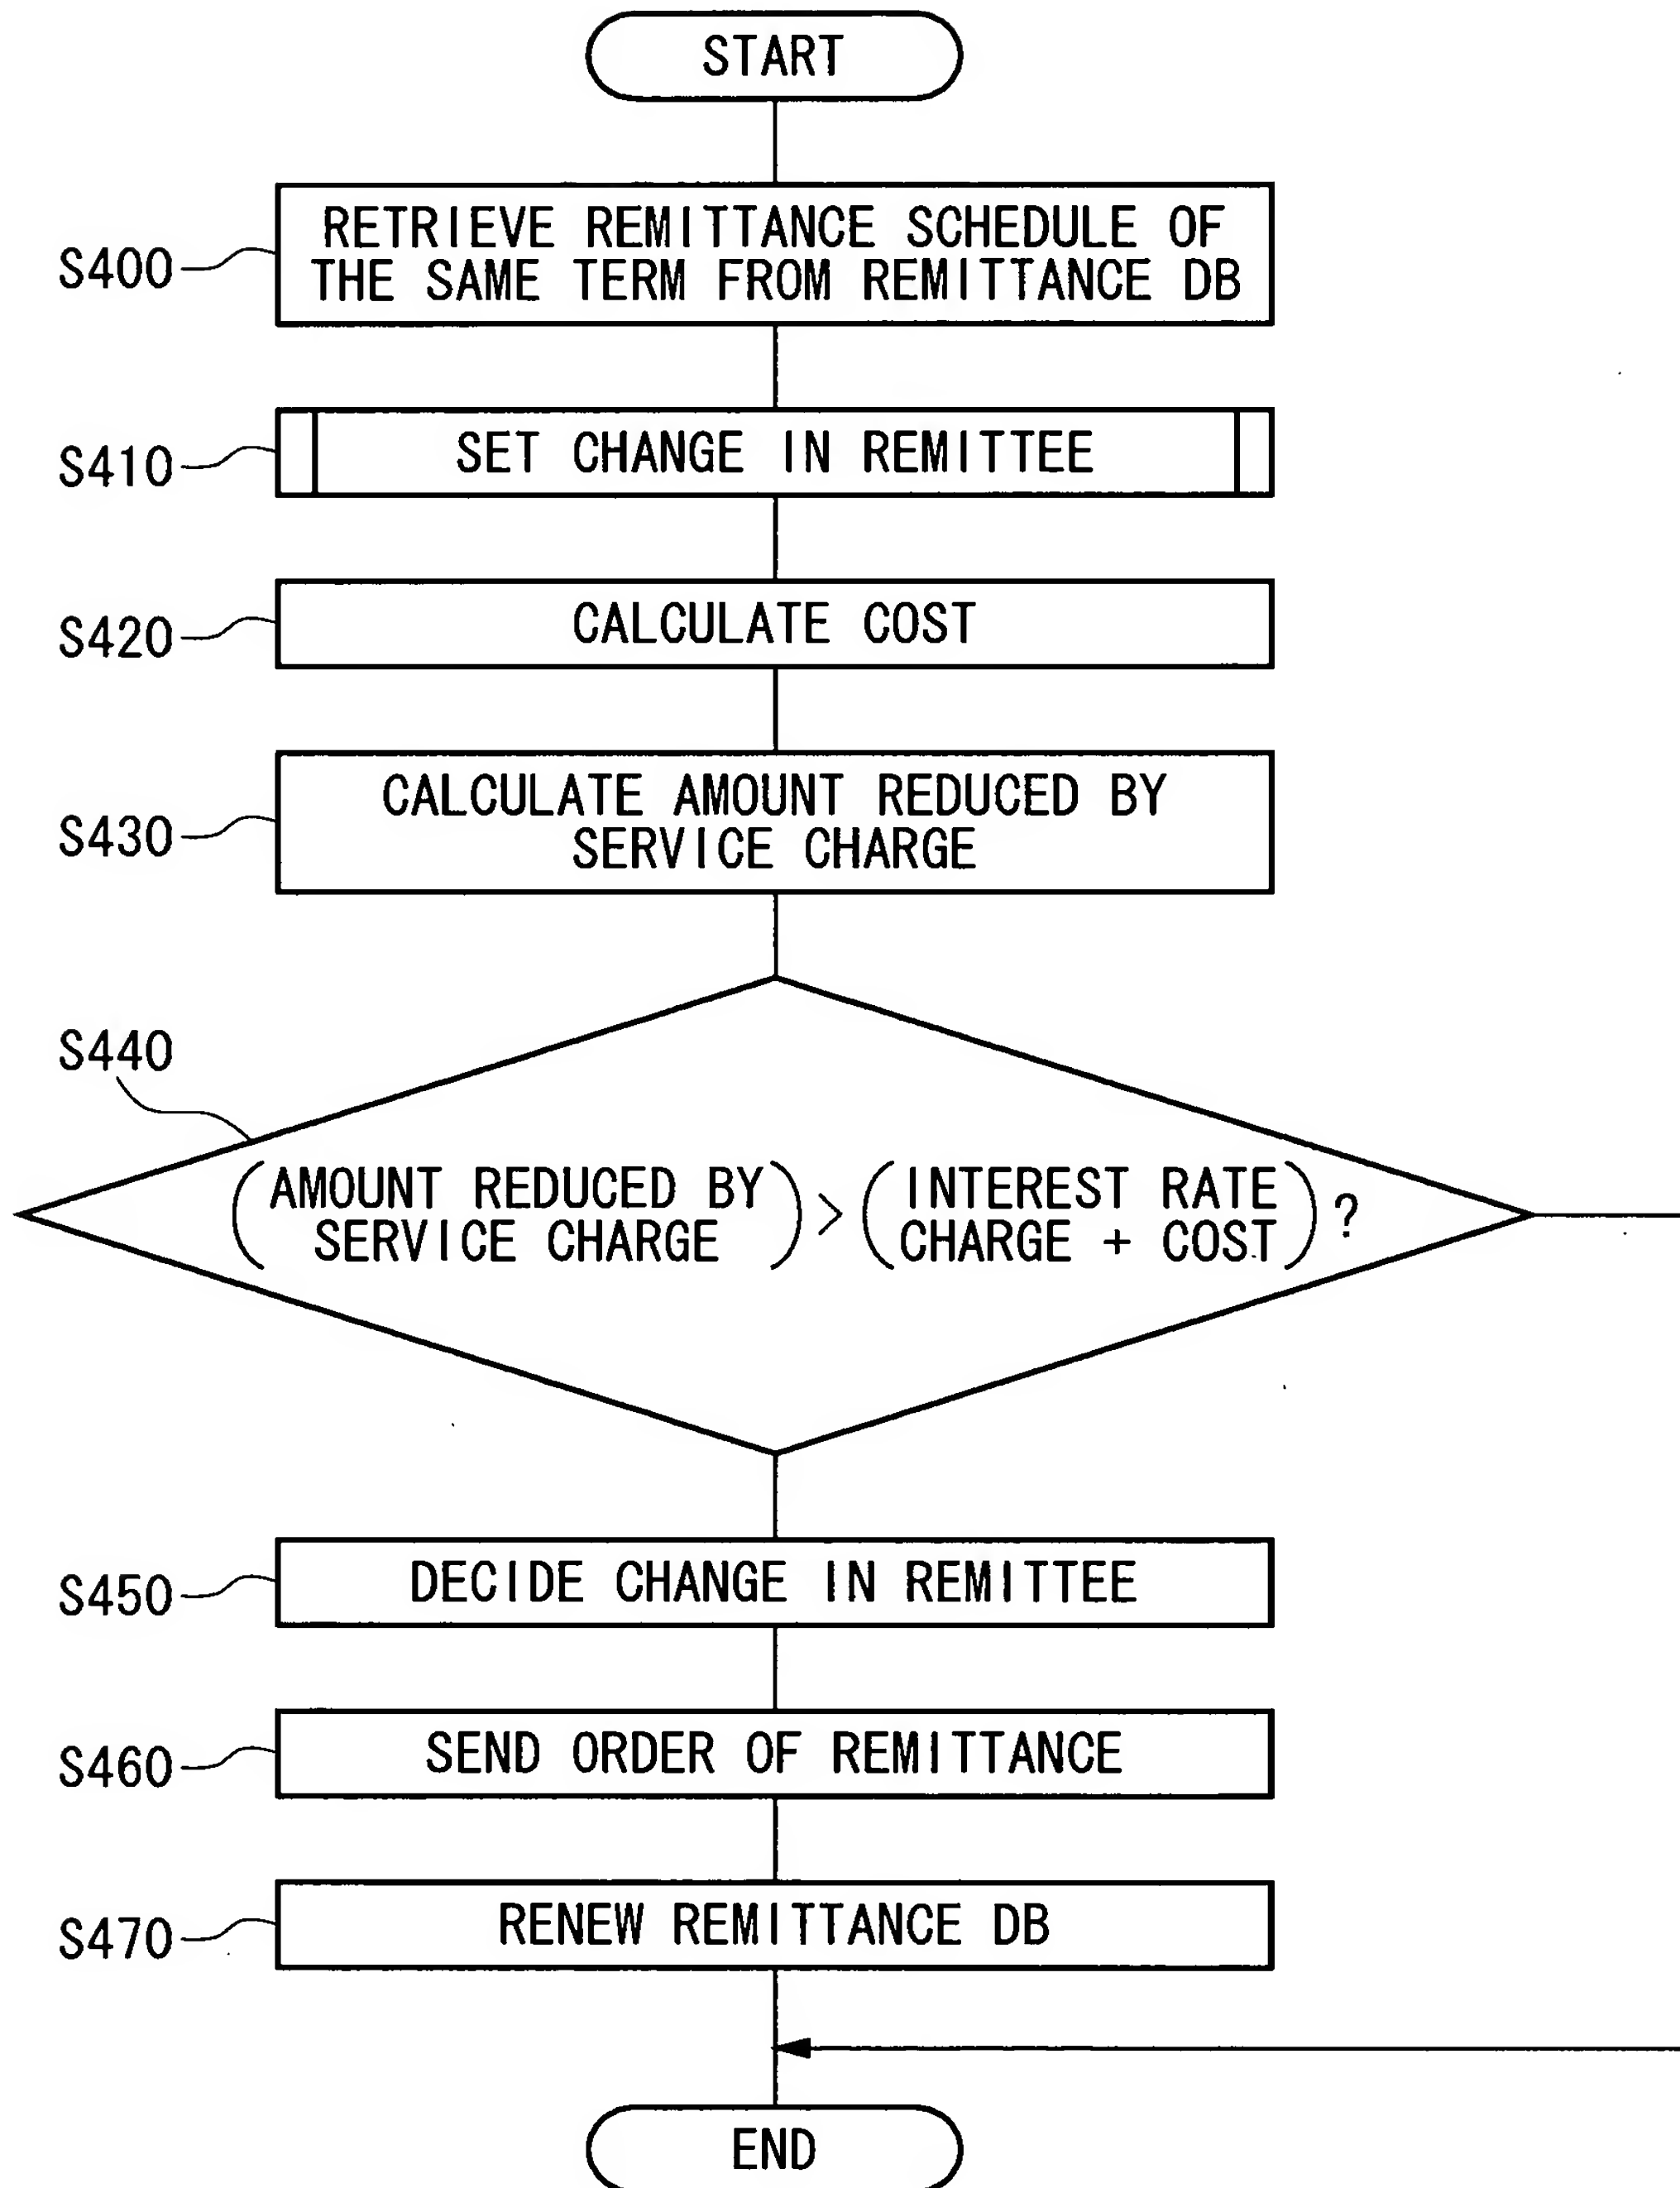 START
S400
RETRIEVE REMITTANCE SCHEDULE OF
THE SAME TERM FROM REMITTANCE DB
S410
SET CHANGE IN REMITTEE
S420
CALCULATE COST
S430
CALCULATE AMOUNT REDUCED BY
SERVICE CHARGE
S440
(AMOUNT REDUCED BY SERVICE CHARGE) > (INTEREST RATE CHARGE + COST) ?
S450
DECIDE CHANGE IN REMITTEE
S460
SEND ORDER OF REMITTANCE
S470
RENEW REMITTANCE DB
END